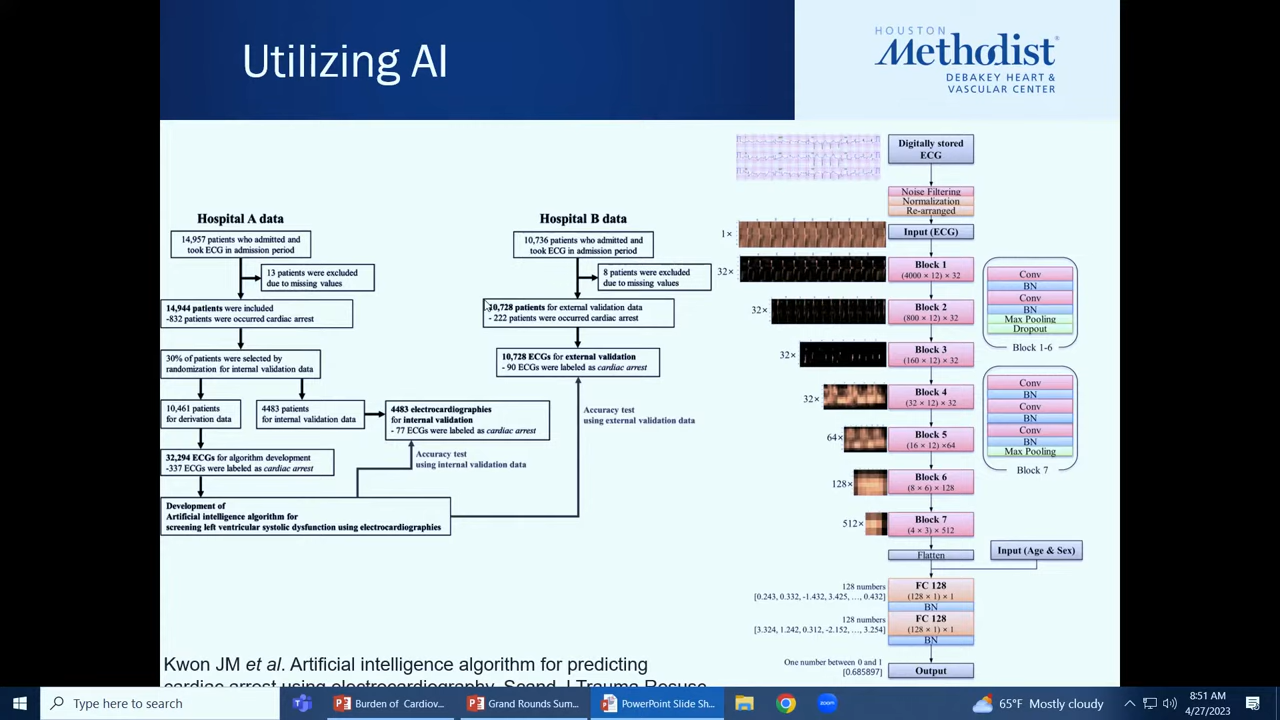 Utilizing AI
HOUSTON
Methodist®
DEBAKEY HEART &
VASCULAR CENTER
Hospital A data
14,957 patients who admitted and
took ECG in admission period
13 patients were excluded
due to missing values
14,944 patients were included
-832 patients were occurred cardiac arrest
30% of patients were selected by
randomization for internal validation data
10,461 patients
for derivation data
4483 patients
for internal validation
4483 electrocardiographies
for internal validation
- 77 ECGs were labeled as cardiac arrest
32,294 ECGs for algorithm development
-337 ECGs were labeled as cardiac arrest
Accuracy test
using internal validation data
Development of
Artificial intelligence algorithm for
screening left ventricular systolic dysfunction using electrocardiographies
Hospital B data
10,736 patients who admitted and
took ECG in admission period
8 patients were excluded
due to missing values
10,728 patients for external validation data
- 222 patients were occurred cardiac arrest
10,728 ECGs for external validation
- 90 ECGs were labeled as cardiac arrest
Accuracy test
using external validation data
Digitally stored
ECG
Noise Filtering
Normalization
Re-arranged
1×
Input (ECG)
32×
Block 1
(4000 × 12) × 32
32×
Block 2
(800 × 12) × 32
32×
Block 3
(160 × 12) × 32
32×
Block 4
(32 × 12) × 32
64×
Block 5
(16 × 12) ×64
128×
Block 6
(8 × 6) × 128
512×
Block 7
(4 × 3) × 512
Conv
BN
Conv
BN
Max Pooling
Dropout
Block 1-6
Conv
BN
Conv
BN
Conv
BN
Max Pooling
Block 7
Flatten
Input (Age & Sex)
128 numbers
[0.243, 0.332, -1.432, 3.425, …, 0.432]
FC 128
(128 × 1) × 1
BN
128 numbers
[3.324, 1.242, 0.312, -2.152, …, 3.254]
FC 128
(128 × 1) × 1
BN
One number between 0 and 1
[0.685897]
Output
Kwon JM et al. Artificial intelligence algorithm for predicting
cardiac arrest using electrocardiography. Scand J Trauma Resusc
Type here to search
Burden of Cardiov...
Grand Rounds Sum...
PowerPoint Slide Sh...
zoom
65°F Mostly cloudy
8:51 AM
4/27/2023